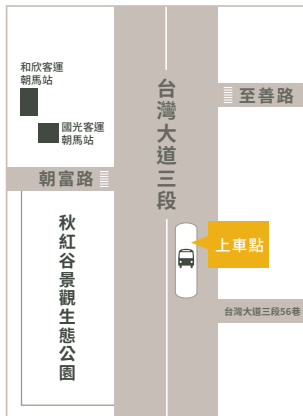 和欣客運
朝馬站
國光客運
朝馬站
台灣大道三段
至善路
朝富路
秋紅谷景觀生態公園
上車點
台灣大道三段56巷